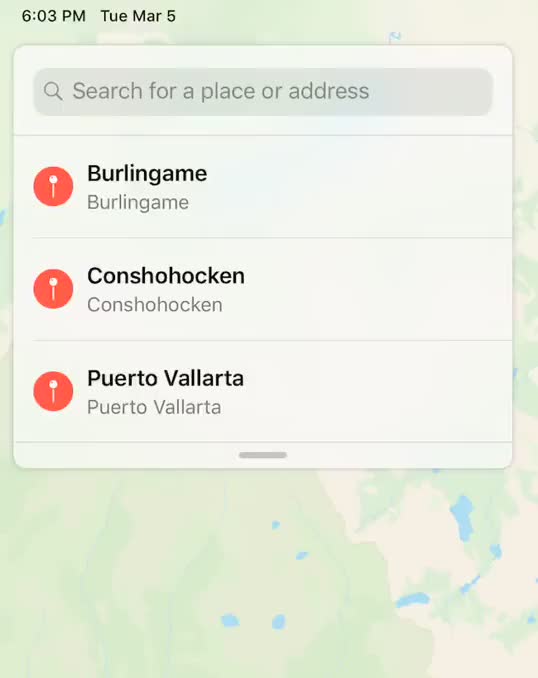 6:03 PM Tue Mar 5
Search for a place or address
Burlingame
Burlingame
Conshohocken
Conshohocken
Puerto Vallarta
Puerto Vallarta